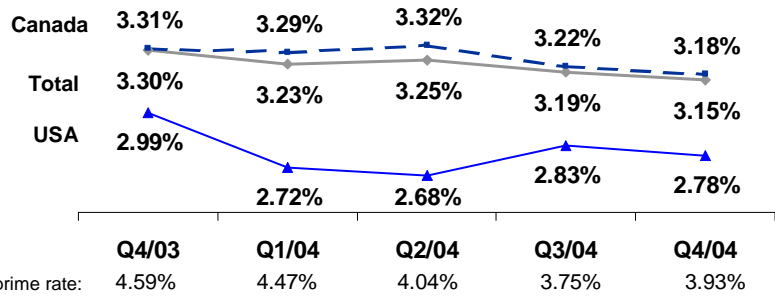 Canada 3.31% 3.29% 3.32% 3.22% 3.18%
Total 3.30% 3.23% 3.25% 3.19% 3.15%
USA 2.99% 2.72% 2.68% 2.83% 2.78%
Q4/03 Q1/04 Q2/04 Q3/04 Q4/04
prime rate: 4.59% 4.47% 4.04% 3.75% 3.93%